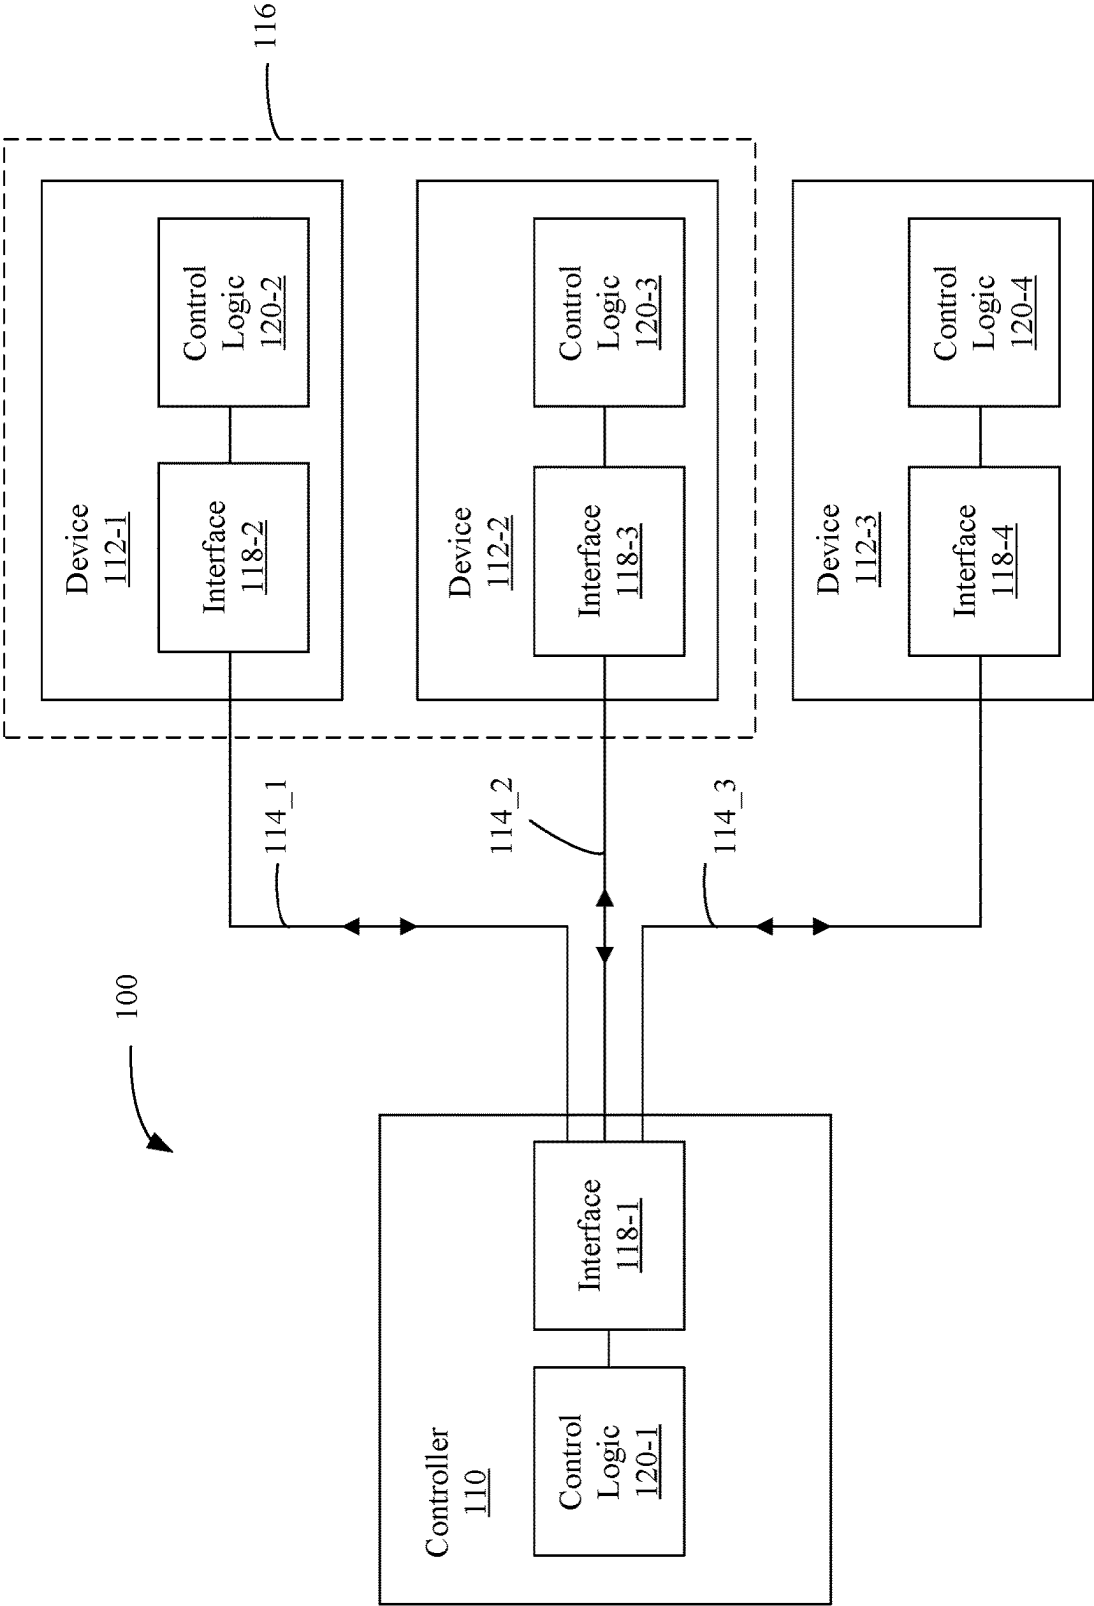 100
116
Controller
110
Control
Logic
120-1
Interface
118-1
114_1
114_2
114_3
Device
112-1
Interface
118-2
Control
Logic
120-2
Device
112-2
Interface
118-3
Control
Logic
120-3
Device
112-3
Interface
118-4
Control
Logic
120-4